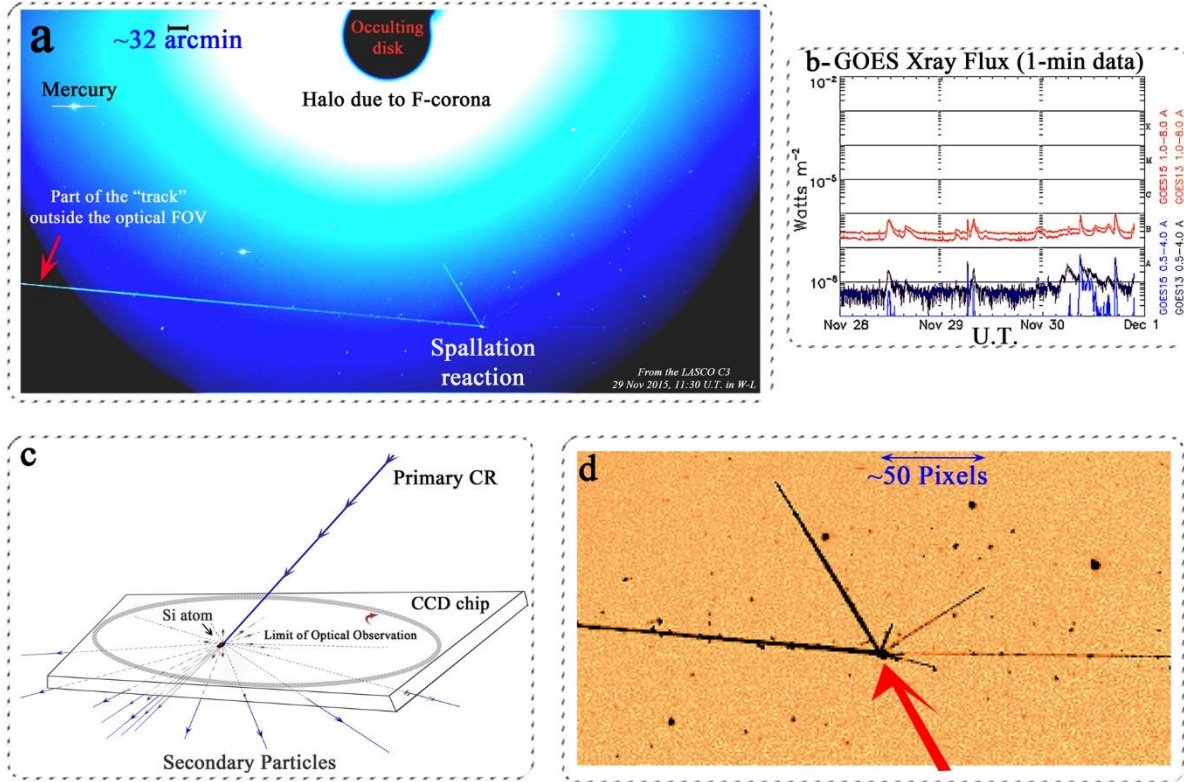 a
~32 arcmin
Occulting
disk
Mercury
Halo due to F-corona
Part of the “track”
outside the optical FOV
Spallation
reaction
From the LASCO C3
29 Nov 2015, 11:30 U.T. in W-L
b- GOES Xray Flux (1-min data)
10⁻²
10⁻⁵
10⁻⁸
Watts m⁻²
X
M
C
B
A
GOES15 1.0-8.0 A
GOES13 1.0-8.0 A
GOES15 0.5-4.0 A
GOES13 0.5-4.0 A
Nov 28
Nov 29
Nov 30
Dec 1
U.T.
c
Primary CR
CCD chip
Si atom
Limit of Optical Observation
Secondary Particles
d
~50 Pixels